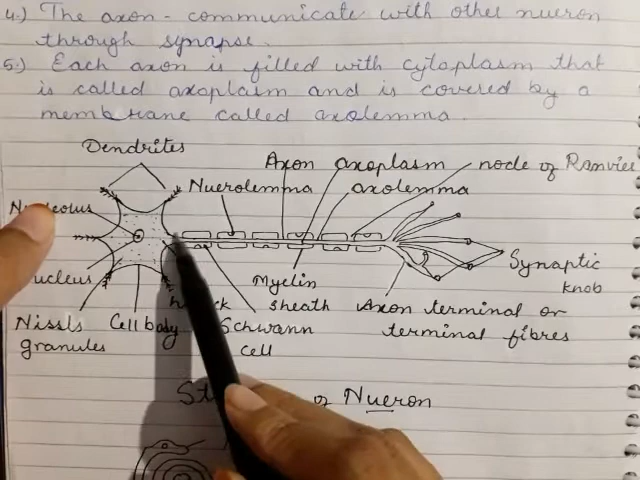 4.) The axon - communicate with other nueron
through synapse.
5.) Each axon is filled with cytoplasm that
is called axoplasm and is covered by a
membrane called axolemma.
Dendrites
Axon axoplasm node of Ranvier
Nuerolemma axolemma
Synaptic
knob
Myelin
sheath
Axon terminal or
terminal fibres
Nissls
granules
Cell body
Schwann
cell
of Nueron